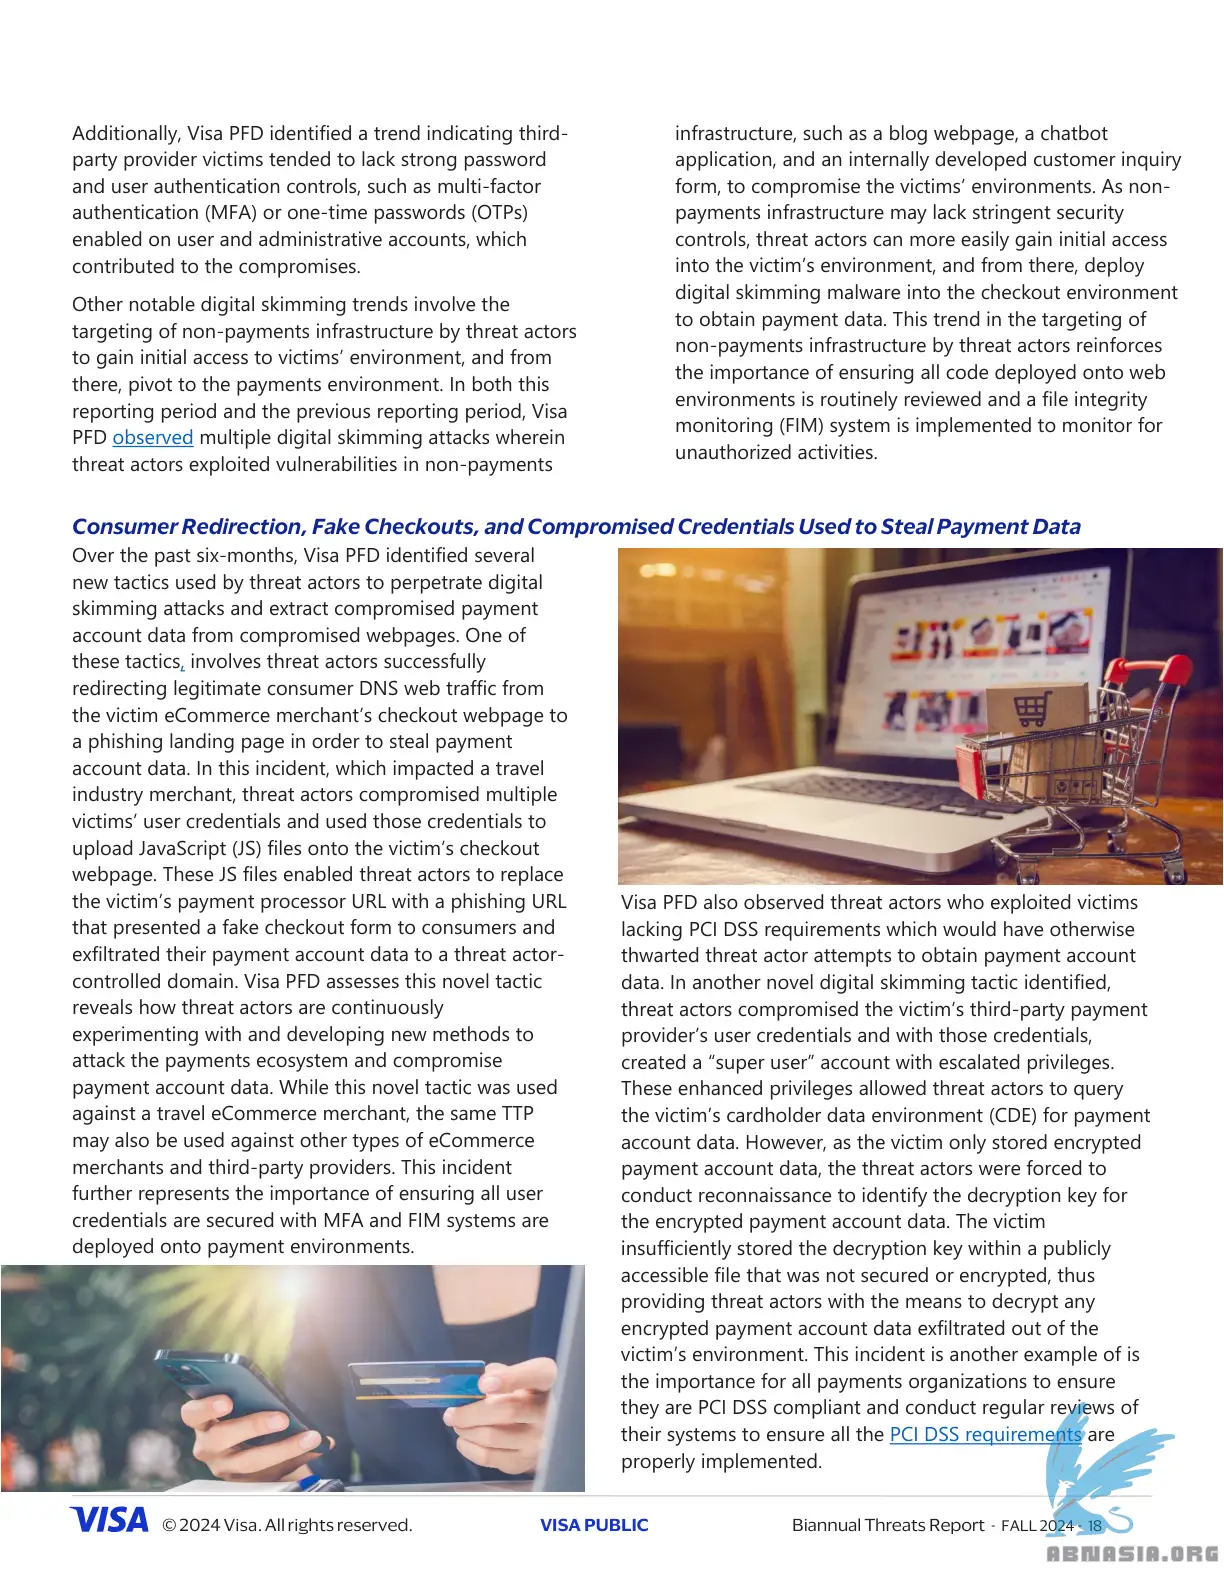 Additionally, Visa PFD identified a trend indicating third-
party provider victims tended to lack strong password
and user authentication controls, such as multi-factor
authentication (MFA) or one-time passwords (OTPs)
enabled on user and administrative accounts, which
contributed to the compromises.
Other notable digital skimming trends involve the
targeting of non-payments infrastructure by threat actors
to gain initial access to victims’ environment, and from
there, pivot to the payments environment. In both this
reporting period and the previous reporting period, Visa
PFD observed multiple digital skimming attacks wherein
threat actors exploited vulnerabilities in non-payments
infrastructure, such as a blog webpage, a chatbot
application, and an internally developed customer inquiry
form, to compromise the victims’ environments. As non-
payments infrastructure may lack stringent security
controls, threat actors can more easily gain initial access
into the victim’s environment, and from there, deploy
digital skimming malware into the checkout environment
to obtain payment data. This trend in the targeting of
non-payments infrastructure by threat actors reinforces
the importance of ensuring all code deployed onto web
environments is routinely reviewed and a file integrity
monitoring (FIM) system is implemented to monitor for
unauthorized activities.
Consumer Redirection, Fake Checkouts, and Compromised Credentials Used to Steal Payment Data
Over the past six-months, Visa PFD identified several
new tactics used by threat actors to perpetrate digital
skimming attacks and extract compromised payment
account data from compromised webpages. One of
these tactics, involves threat actors successfully
redirecting legitimate consumer DNS web traffic from
the victim eCommerce merchant’s checkout webpage to
a phishing landing page in order to steal payment
account data. In this incident, which impacted a travel
industry merchant, threat actors compromised multiple
victims’ user credentials and used those credentials to
upload JavaScript (JS) files onto the victim’s checkout
webpage. These JS files enabled threat actors to replace
the victim’s payment processor URL with a phishing URL
that presented a fake checkout form to consumers and
exfiltrated their payment account data to a threat actor-
controlled domain. Visa PFD assesses this novel tactic
reveals how threat actors are continuously
experimenting with and developing new methods to
attack the payments ecosystem and compromise
payment account data. While this novel tactic was used
against a travel eCommerce merchant, the same TTP
may also be used against other types of eCommerce
merchants and third-party providers. This incident
further represents the importance of ensuring all user
credentials are secured with MFA and FIM systems are
deployed onto payment environments.
Visa PFD also observed threat actors who exploited victims
lacking PCI DSS requirements which would have otherwise
thwarted threat actor attempts to obtain payment account
data. In another novel digital skimming tactic identified,
threat actors compromised the victim’s third-party payment
provider’s user credentials and with those credentials,
created a “super user” account with escalated privileges.
These enhanced privileges allowed threat actors to query
the victim’s cardholder data environment (CDE) for payment
account data. However, as the victim only stored encrypted
payment account data, the threat actors were forced to
conduct reconnaissance to identify the decryption key for
the encrypted payment account data. The victim
insufficiently stored the decryption key within a publicly
accessible file that was not secured or encrypted, thus
providing threat actors with the means to decrypt any
encrypted payment account data exfiltrated out of the
victim’s environment. This incident is another example of is
the importance for all payments organizations to ensure
they are PCI DSS compliant and conduct regular reviews of
their systems to ensure all the PCI DSS requirements are
properly implemented.
VISA © 2024 Visa. All rights reserved. VISA PUBLIC Biannual Threats Report · FALL 2024 · 18
ABNASIA.ORG